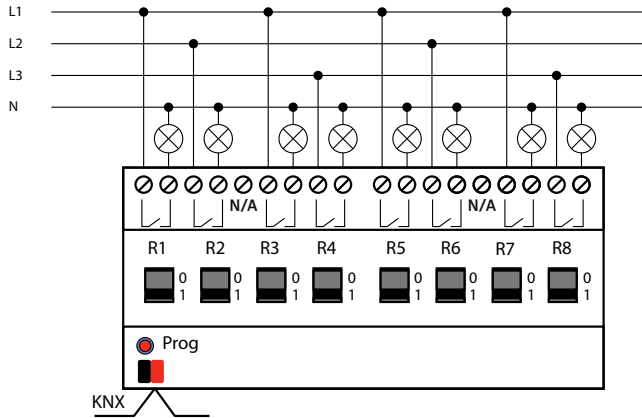 L1
L2
L3
N
N/A N/A
R1 R2 R3 R4 R5 R6 R7 R8
0 0 0 0 0 0 0 0
1 1 1 1 1 1 1 1
Prog
KNX